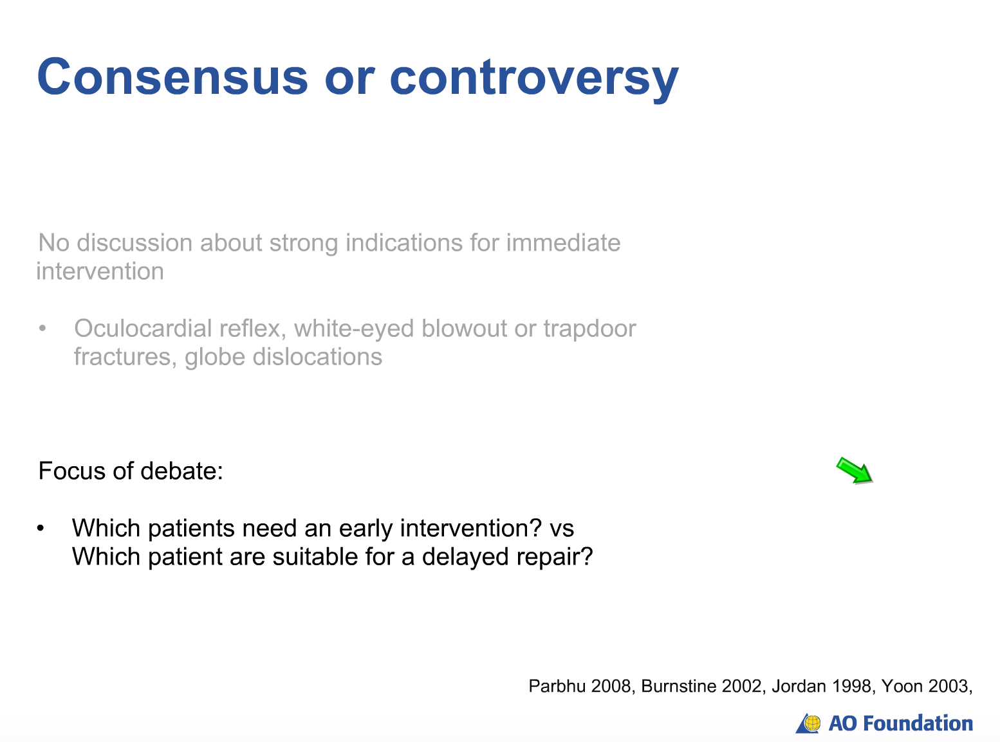 Consensus or controversy
No discussion about strong indications for immediate
intervention
• Oculocardial reflex, white-eyed blowout or trapdoor
fractures, globe dislocations
Focus of debate:
• Which patients need an early intervention? vs
Which patient are suitable for a delayed repair?
Parbhu 2008, Burnstine 2002, Jordan 1998, Yoon 2003,
AO Foundation